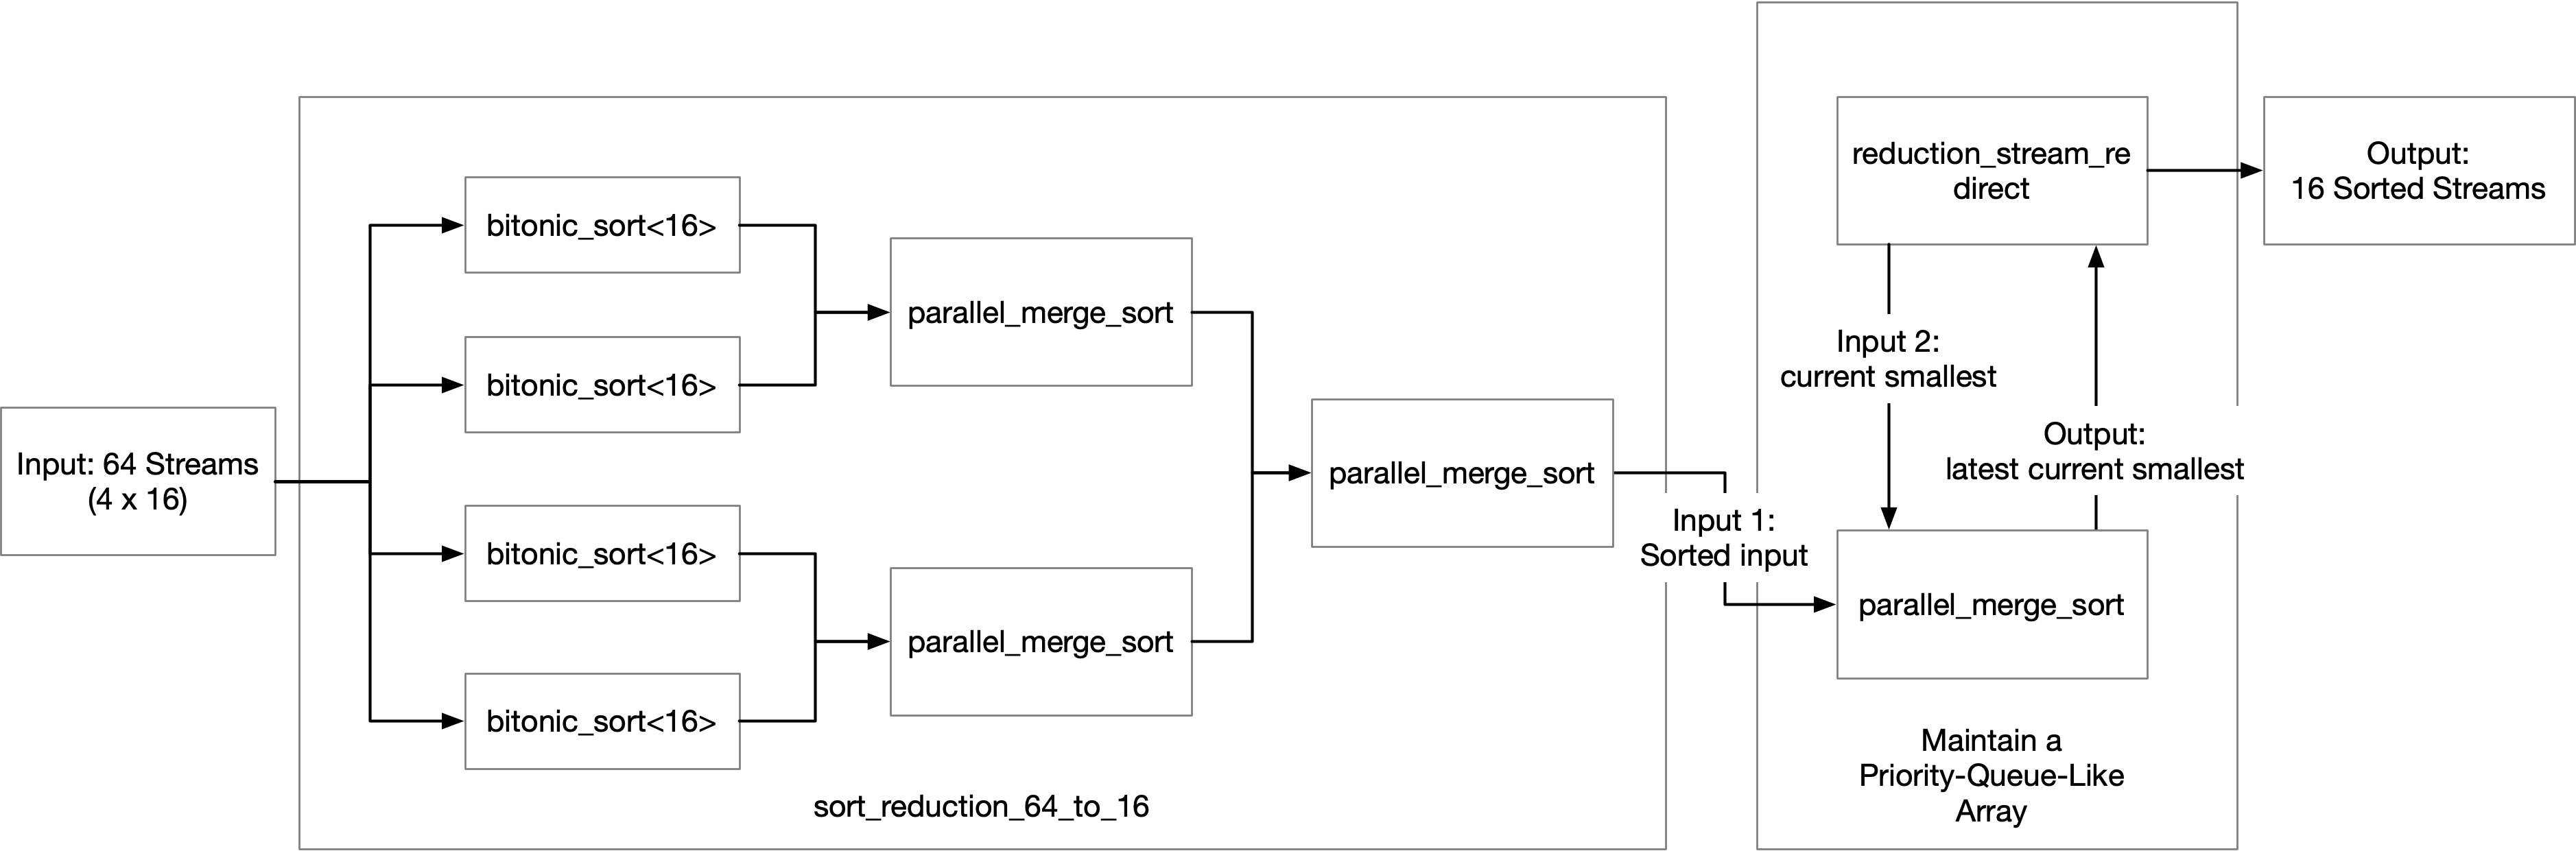 Input: 64 Streams
(4 x 16)
bitonic_sort<16>
bitonic_sort<16>
bitonic_sort<16>
bitonic_sort<16>
parallel_merge_sort
parallel_merge_sort
parallel_merge_sort
sort_reduction_64_to_16
Input 1:
Sorted input
reduction_stream_re
direct
Input 2:
current smallest
Output:
latest current smallest
parallel_merge_sort
Maintain a
Priority-Queue-Like
Array
Output:
16 Sorted Streams